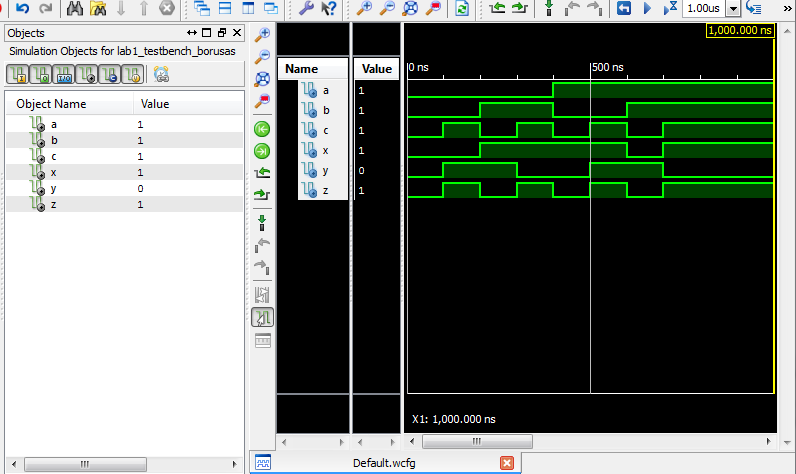 1.00us
Objects
Simulation Objects for lab1_testbench_borusas
Object Name Value
a 1
b 1
c 1
x 1
y 0
z 1
Name Value
a 1
b 1
c 1
x 1
y 0
z 1
1,000.000 ns
0 ns 500 ns
X1: 1,000.000 ns
Default.wcfg